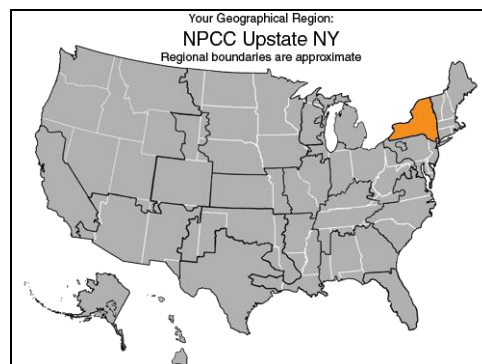 Your Geographical Region:
NPCC Upstate NY
Regional boundaries are approximate